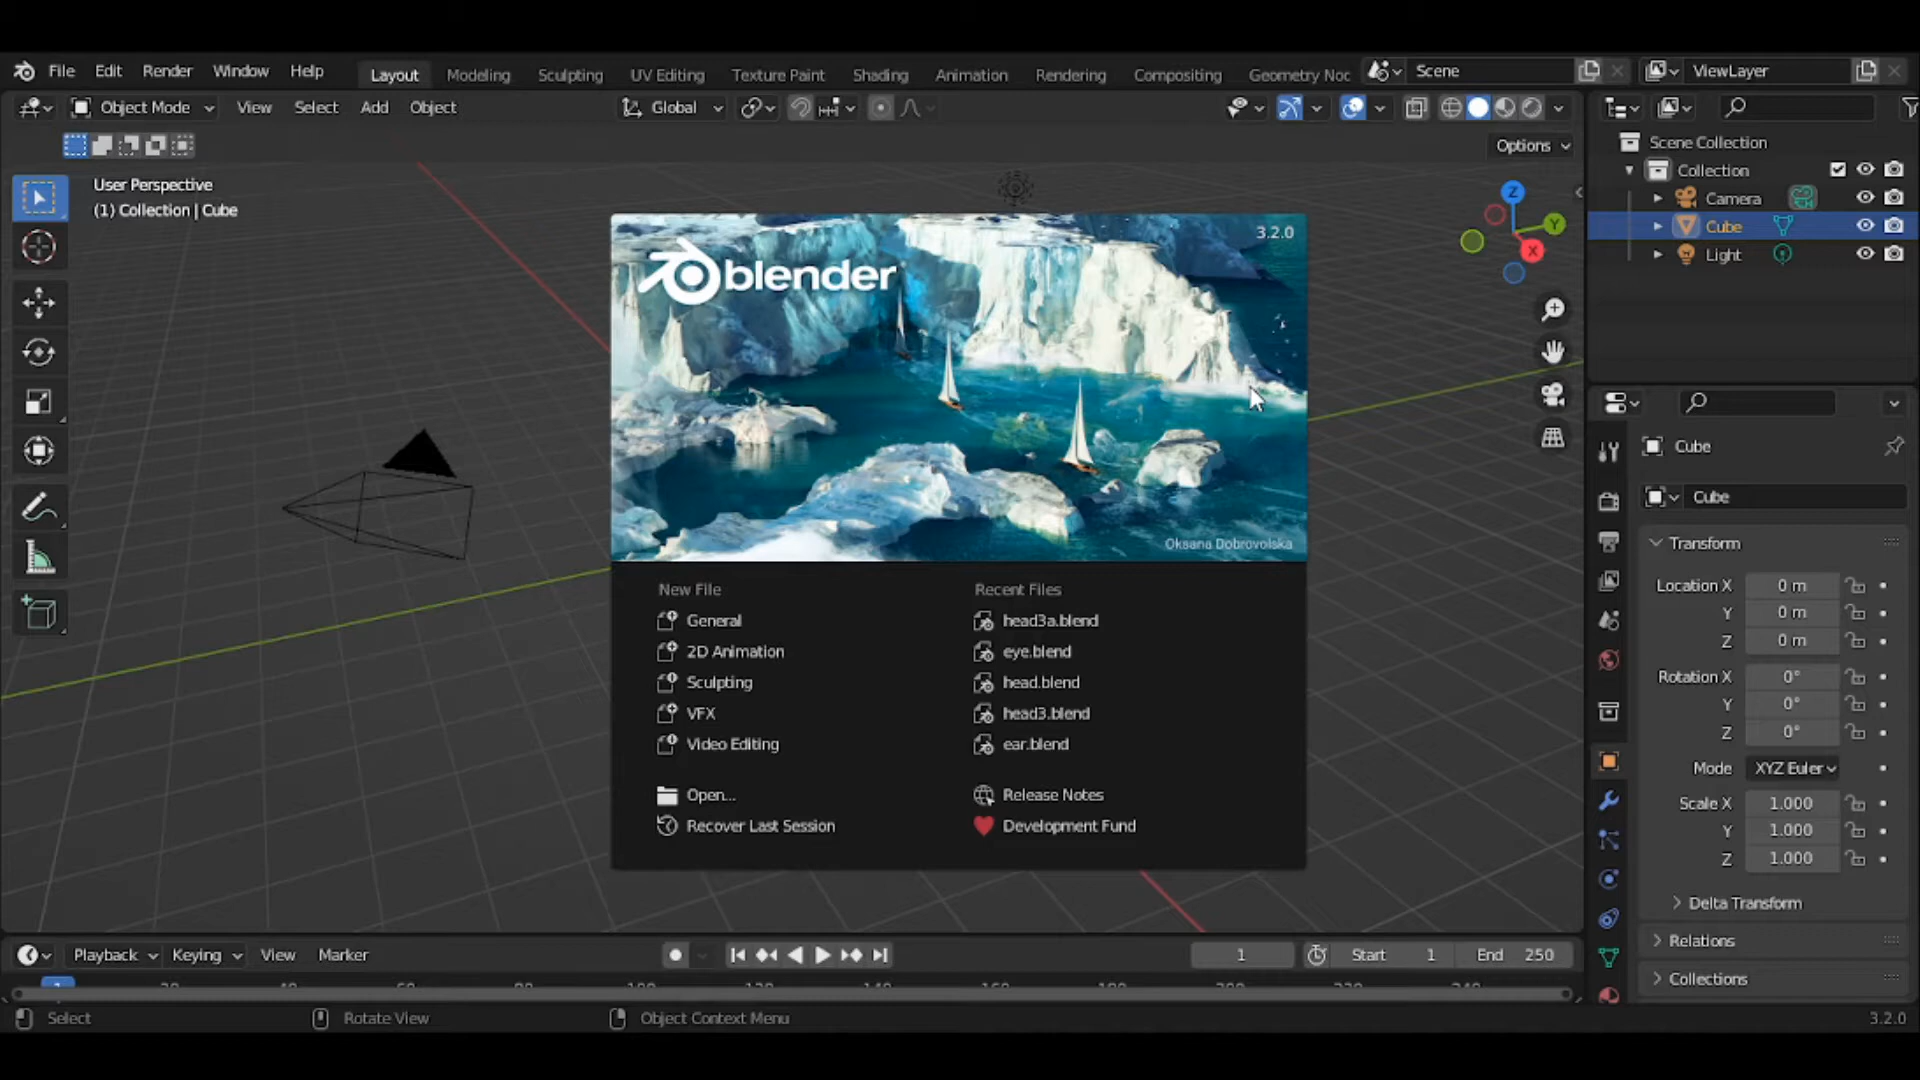 File Edit Render Window Help Layout Modeling Sculpting UV Editing Texture Paint Shading Animation Rendering Compositing Geometry Noc Scene ViewLayer
Object Mode View Select Add Object Global
Options
User Perspective
(1) Collection | Cube
Z
Y
X
Scene Collection
Collection
Camera
Cube
Light
3.2.0
blender
Oksana Dobrovolska
New File
General
2D Animation
Sculpting
VFX
Video Editing
Open...
Recover Last Session
Recent Files
head3a.blend
eye.blend
head.blend
head3.blend
ear.blend
Release Notes
Development Fund
Cube
Cube
Transform
Location X 0 m
Y 0 m
Z 0 m
Rotation X 0°
Y 0°
Z 0°
Mode XYZ Euler
Scale X 1.000
Y 1.000
Z 1.000
Delta Transform
Relations
Collections
Playback Keying View Marker 1 Start 1 End 250
1
Select Rotate View Object Context Menu 3.2.0